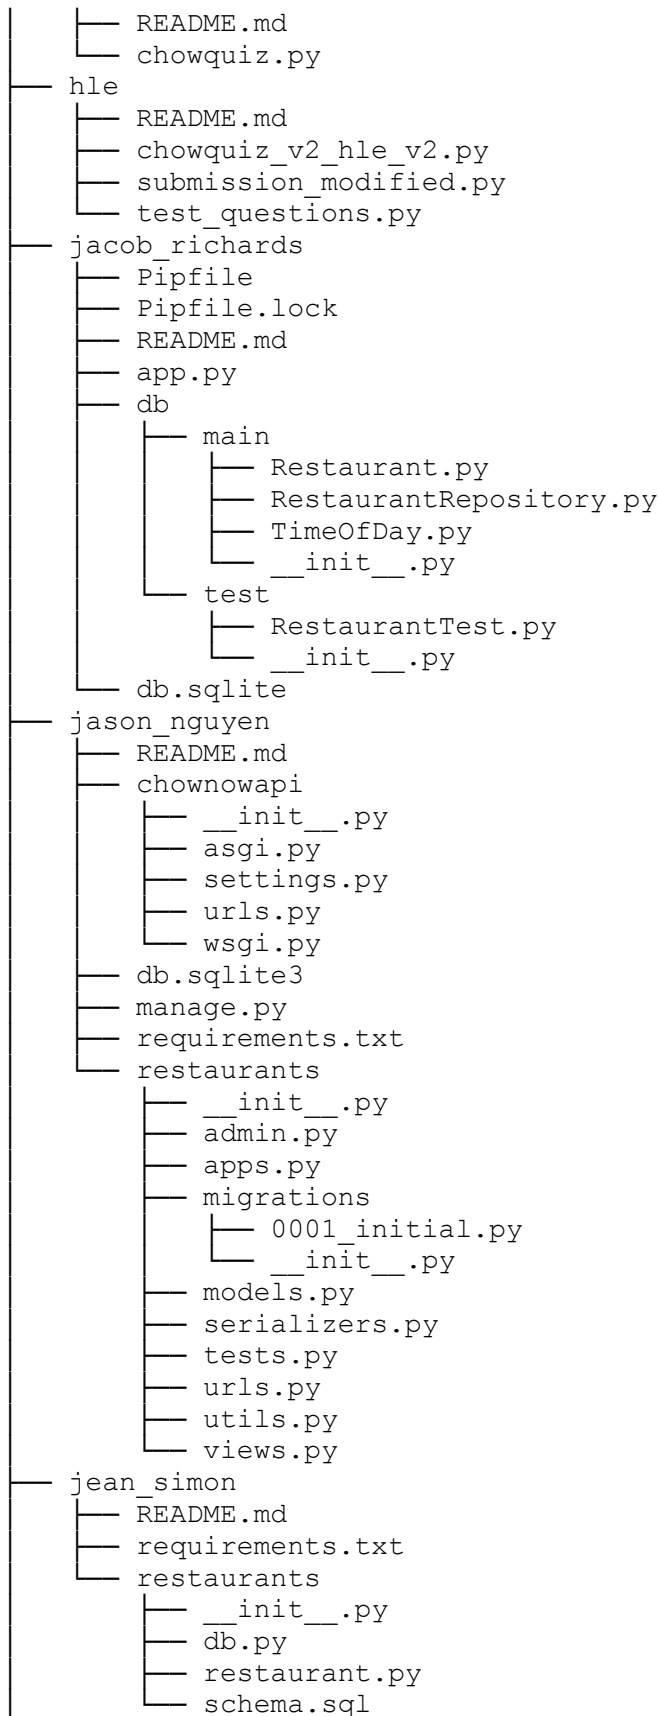 │   ├── README.md
│   └── chowquiz.py
├── hle
│   ├── README.md
│   ├── chowquiz_v2_hle_v2.py
│   ├── submission_modified.py
│   └── test_questions.py
├── jacob_richards
│   ├── Pipfile
│   ├── Pipfile.lock
│   ├── README.md
│   ├── app.py
│   ├── db
│   │   ├── main
│   │   │   ├── Restaurant.py
│   │   │   ├── RestaurantRepository.py
│   │   │   ├── TimeOfDay.py
│   │   │   └── __init__.py
│   │   └── test
│   │       ├── RestaurantTest.py
│   │       └── __init__.py
│   └── db.sqlite
├── jason_nguyen
│   ├── README.md
│   ├── chownowapi
│   │   ├── __init__.py
│   │   ├── asgi.py
│   │   ├── settings.py
│   │   ├── urls.py
│   │   └── wsgi.py
│   ├── db.sqlite3
│   ├── manage.py
│   ├── requirements.txt
│   └── restaurants
│       ├── __init__.py
│       ├── admin.py
│       ├── apps.py
│       ├── migrations
│       │   ├── 0001_initial.py
│       │   └── __init__.py
│       ├── models.py
│       ├── serializers.py
│       ├── tests.py
│       ├── urls.py
│       ├── utils.py
│       └── views.py
├── jean_simon
│   ├── README.md
│   ├── requirements.txt
│   └── restaurants
│       ├── __init__.py
│       ├── db.py
│       ├── restaurant.py
│       └── schema.sql